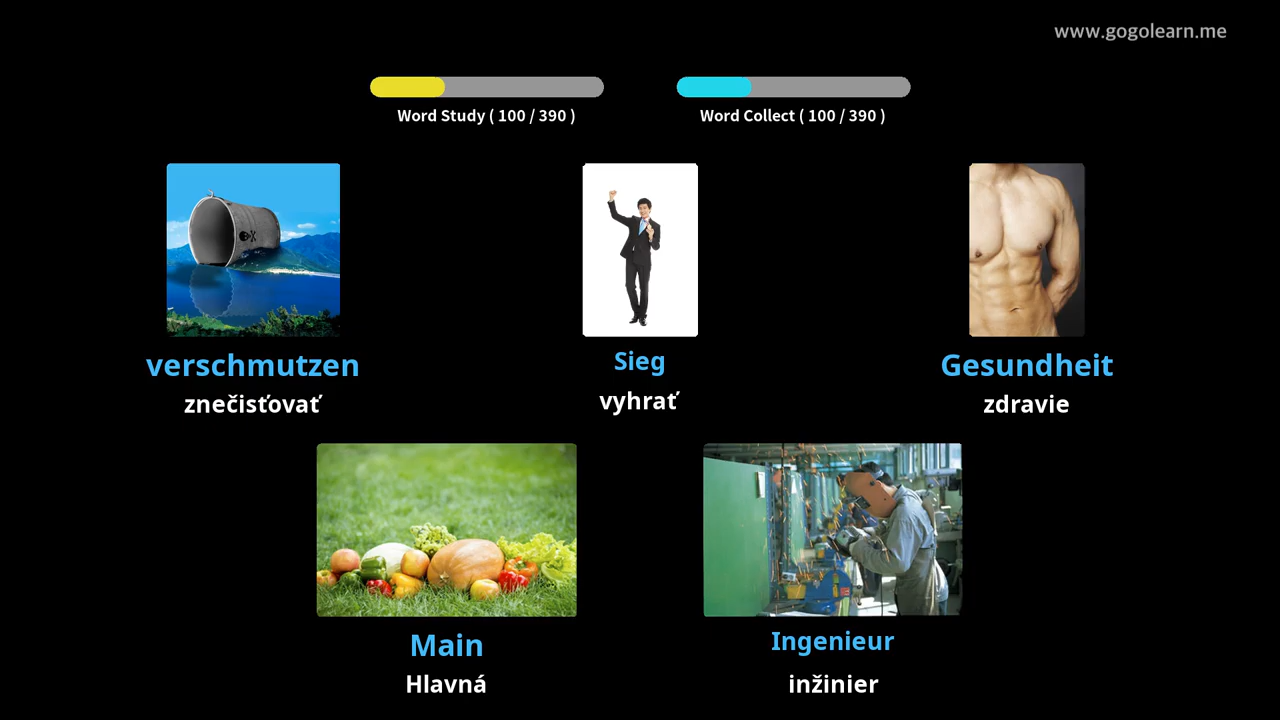 www.gogolearn.me
Word Study ( 100 / 390 )
Word Collect ( 100 / 390 )
verschmutzen
znečisťovať
Sieg
vyhrať
Gesundheit
zdravie
Main
Hlavná
Ingenieur
inžinier